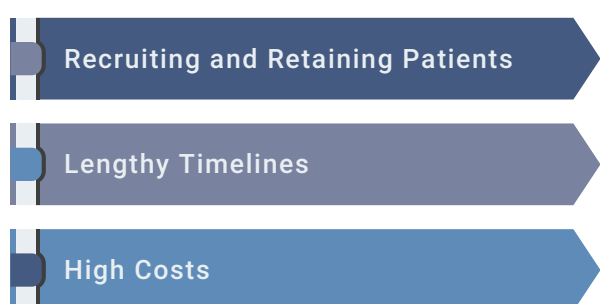 Recruiting and Retaining Patients
Lengthy Timelines
High Costs